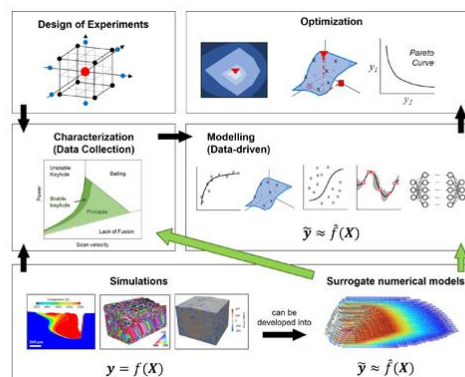 Design of Experiments
Optimization
Pareto
Curve
y₁
y₂
Characterization
(Data Collection)
Unstable
Keyhole
Balling
Stable
keyhole
Printable
Lack of Fusion
Power
Scan velocity
Modelling
(Data-driven)
ỹ ≈ f̂(X)
Simulations
y = f(X)
can be
developed into
Surrogate numerical models
ỹ ≈ f̂(X)